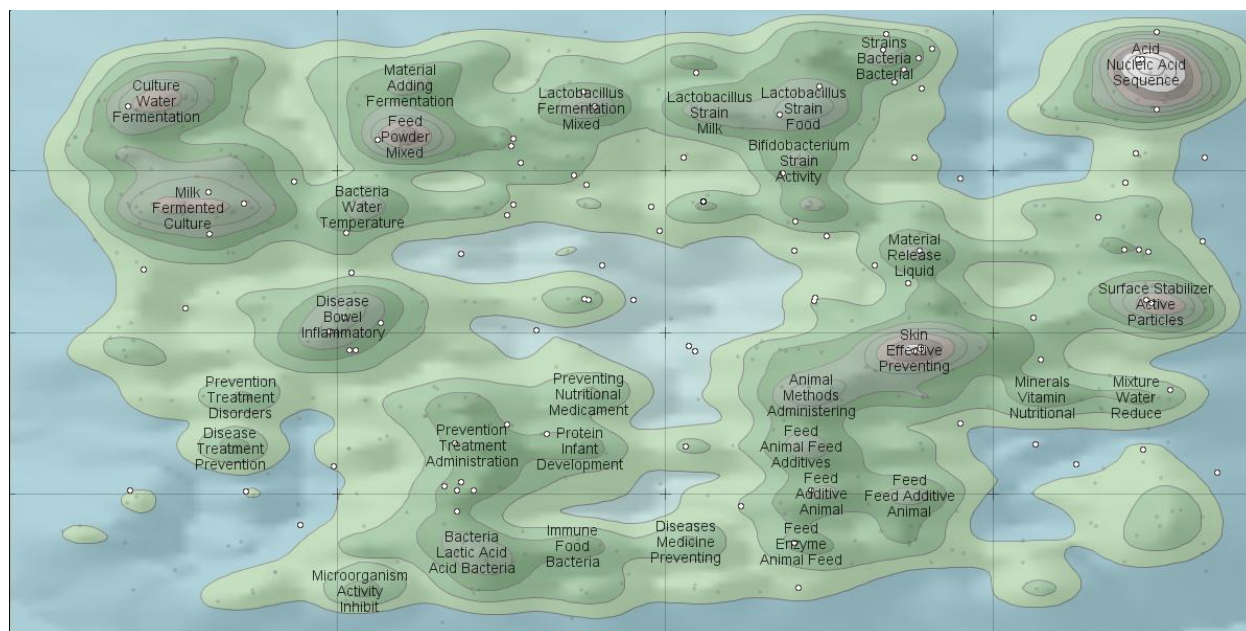 Strains
Bacteria
Bacterial
Acid
Nucleic Acid
Sequence
Culture
Water
Fermentation
Material
Adding
Fermentation
Feed
Powder
Mixed
Lactobacillus
Fermentation
Mixed
Lactobacillus
Strain
Milk
Lactobacillus
Strain
Food
Bifidobacterium
Strain
Activity
Milk
Fermented
Culture
Bacteria
Water
Temperature
Material
Release
Liquid
Disease
Bowel
Inflammatory
Surface Stabilizer
Active
Particles
Skin
Effective
Preventing
Prevention
Treatment
Disorders
Preventing
Nutritional
Medicament
Animal
Methods
Administering
Minerals
Vitamin
Nutritional
Mixture
Water
Reduce
Disease
Treatment
Prevention
Prevention
Treatment
Administration
Protein
Infant
Development
Feed
Animal Feed
Additives
Feed
Additive
Animal
Feed
Feed Additive
Animal
Bacteria
Lactic Acid
Acid Bacteria
Immune
Food
Bacteria
Diseases
Medicine
Preventing
Feed
Enzyme
Animal Feed
Microorganism
Activity
Inhibit